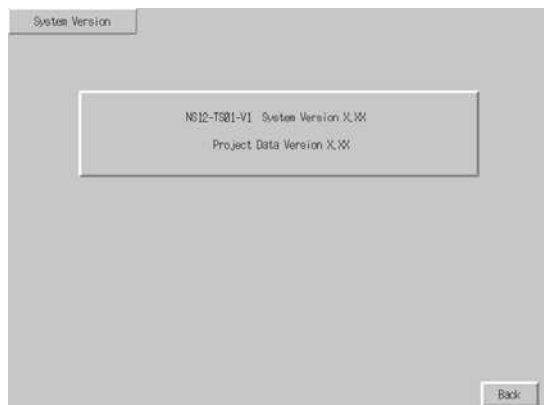 System Version
NS12-TS01-V1 System Version X.XX
Project Data Version X.XX
Back